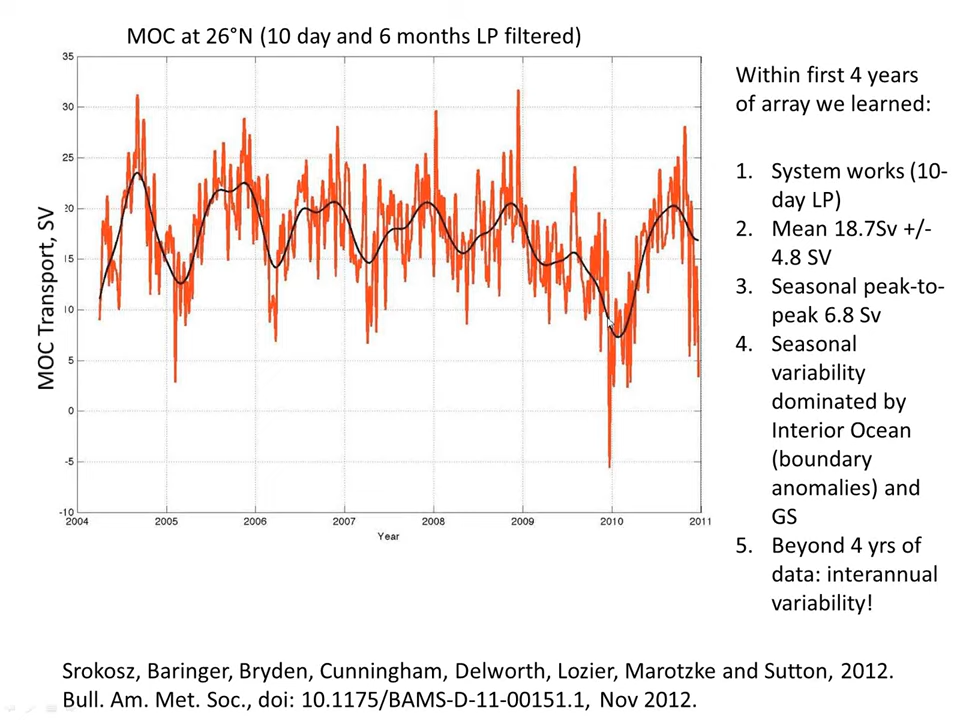 MOC at 26°N (10 day and 6 months LP filtered)
35
30
25
20
15
10
5
0
-5
-10
MOC Transport, SV
2004 2005 2006 2007 2008 2009 2010 2011
Year
Within first 4 years
of array we learned:
1. System works (10-
day LP)
2. Mean 18.7Sv +/-
4.8 SV
3. Seasonal peak-to-
peak 6.8 Sv
4. Seasonal
variability
dominated by
Interior Ocean
(boundary
anomalies) and
GS
5. Beyond 4 yrs of
data: interannual
variability!
Srokosz, Baringer, Bryden, Cunningham, Delworth, Lozier, Marotzke and Sutton, 2012.
Bull. Am. Met. Soc., doi: 10.1175/BAMS-D-11-00151.1, Nov 2012.